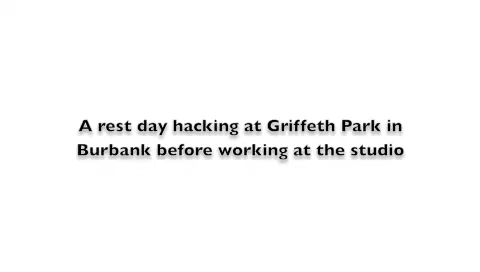 A rest day hacking at Griffeth Park in
Burbank before working at the studio